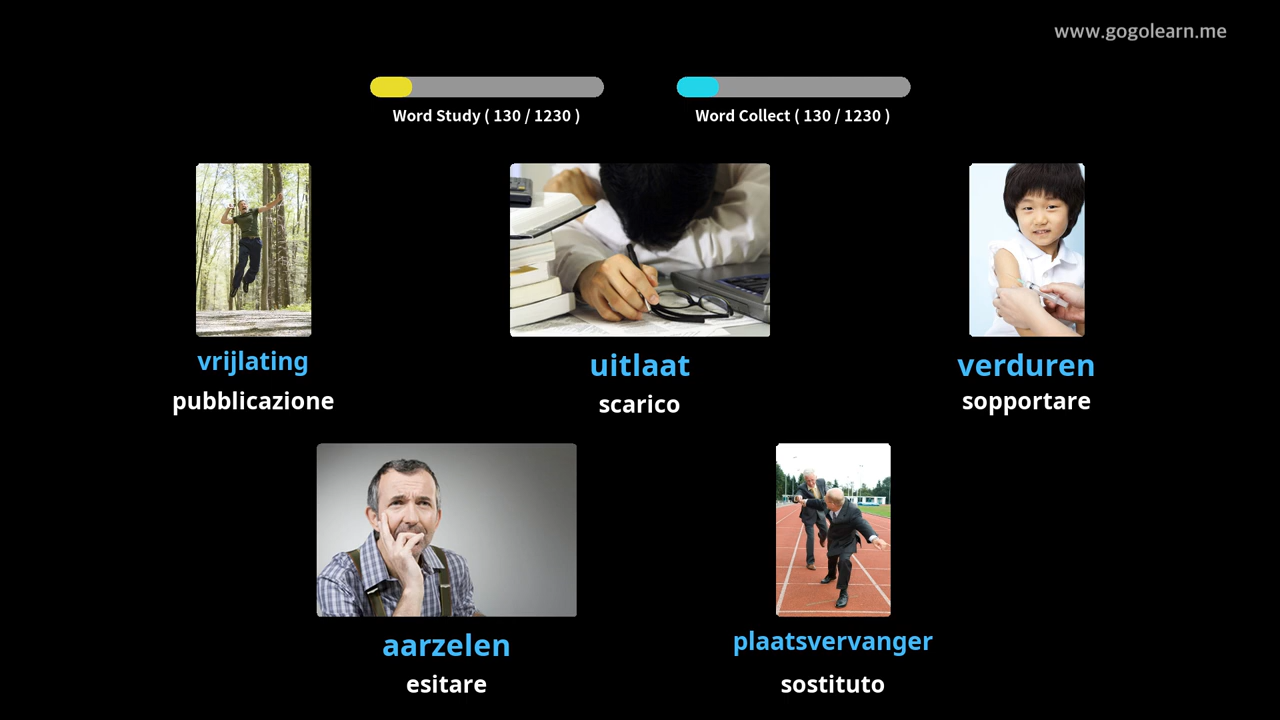 www.gogolearn.me
Word Study ( 130 / 1230 )
Word Collect ( 130 / 1230 )
vrijlating
pubblicazione
uitlaat
scarico
verduren
sopportare
aarzelen
esitare
plaatsvervanger
sostituto